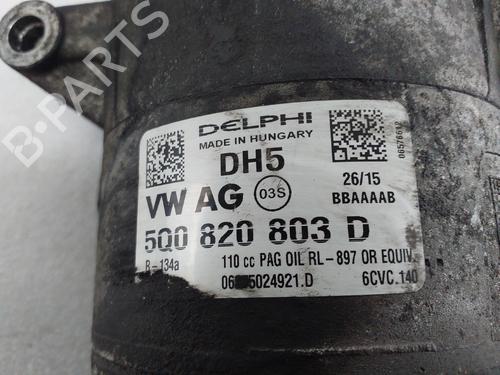 DELPHI
MADE IN HUNGARY
DH5
VW AG 03S
26/15
BBAAAAB
5Q0 820 803 D
R-134a
110 cc PAG OIL RL-897 OR EQUIV.
5024921.D
6CVC.140
B-PARTS